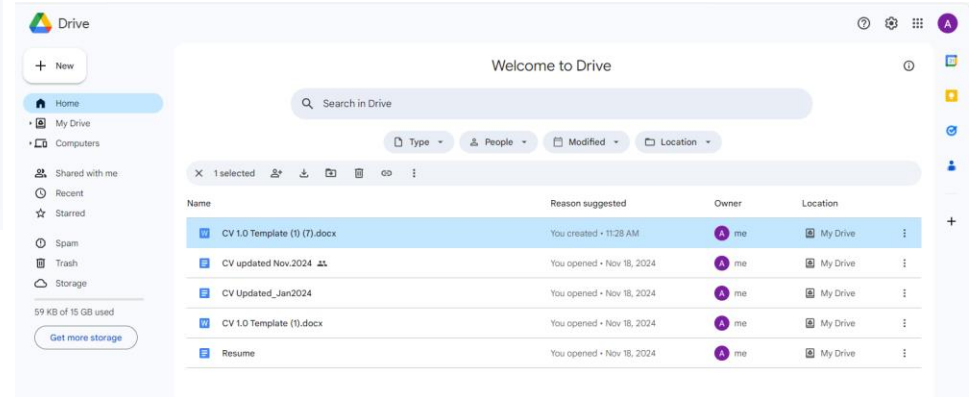 Drive
A
New
Welcome to Drive
Home
My Drive
Computers
Shared with me
Recent
Starred
Spam
Trash
Storage
59 KB of 15 GB used
Get more storage
Search in Drive
Type People Modified Location
1 selected
Name Reason suggested Owner Location
W CV 1.0 Template (1) (7).docx You created • 11:28 AM A me My Drive
CV updated Nov.2024 You opened • Nov 18, 2024 A me My Drive
CV Updated_Jan2024 You opened • Nov 18, 2024 A me My Drive
W CV 1.0 Template (1).docx You opened • Nov 18, 2024 A me My Drive
Resume You opened • Nov 18, 2024 A me My Drive